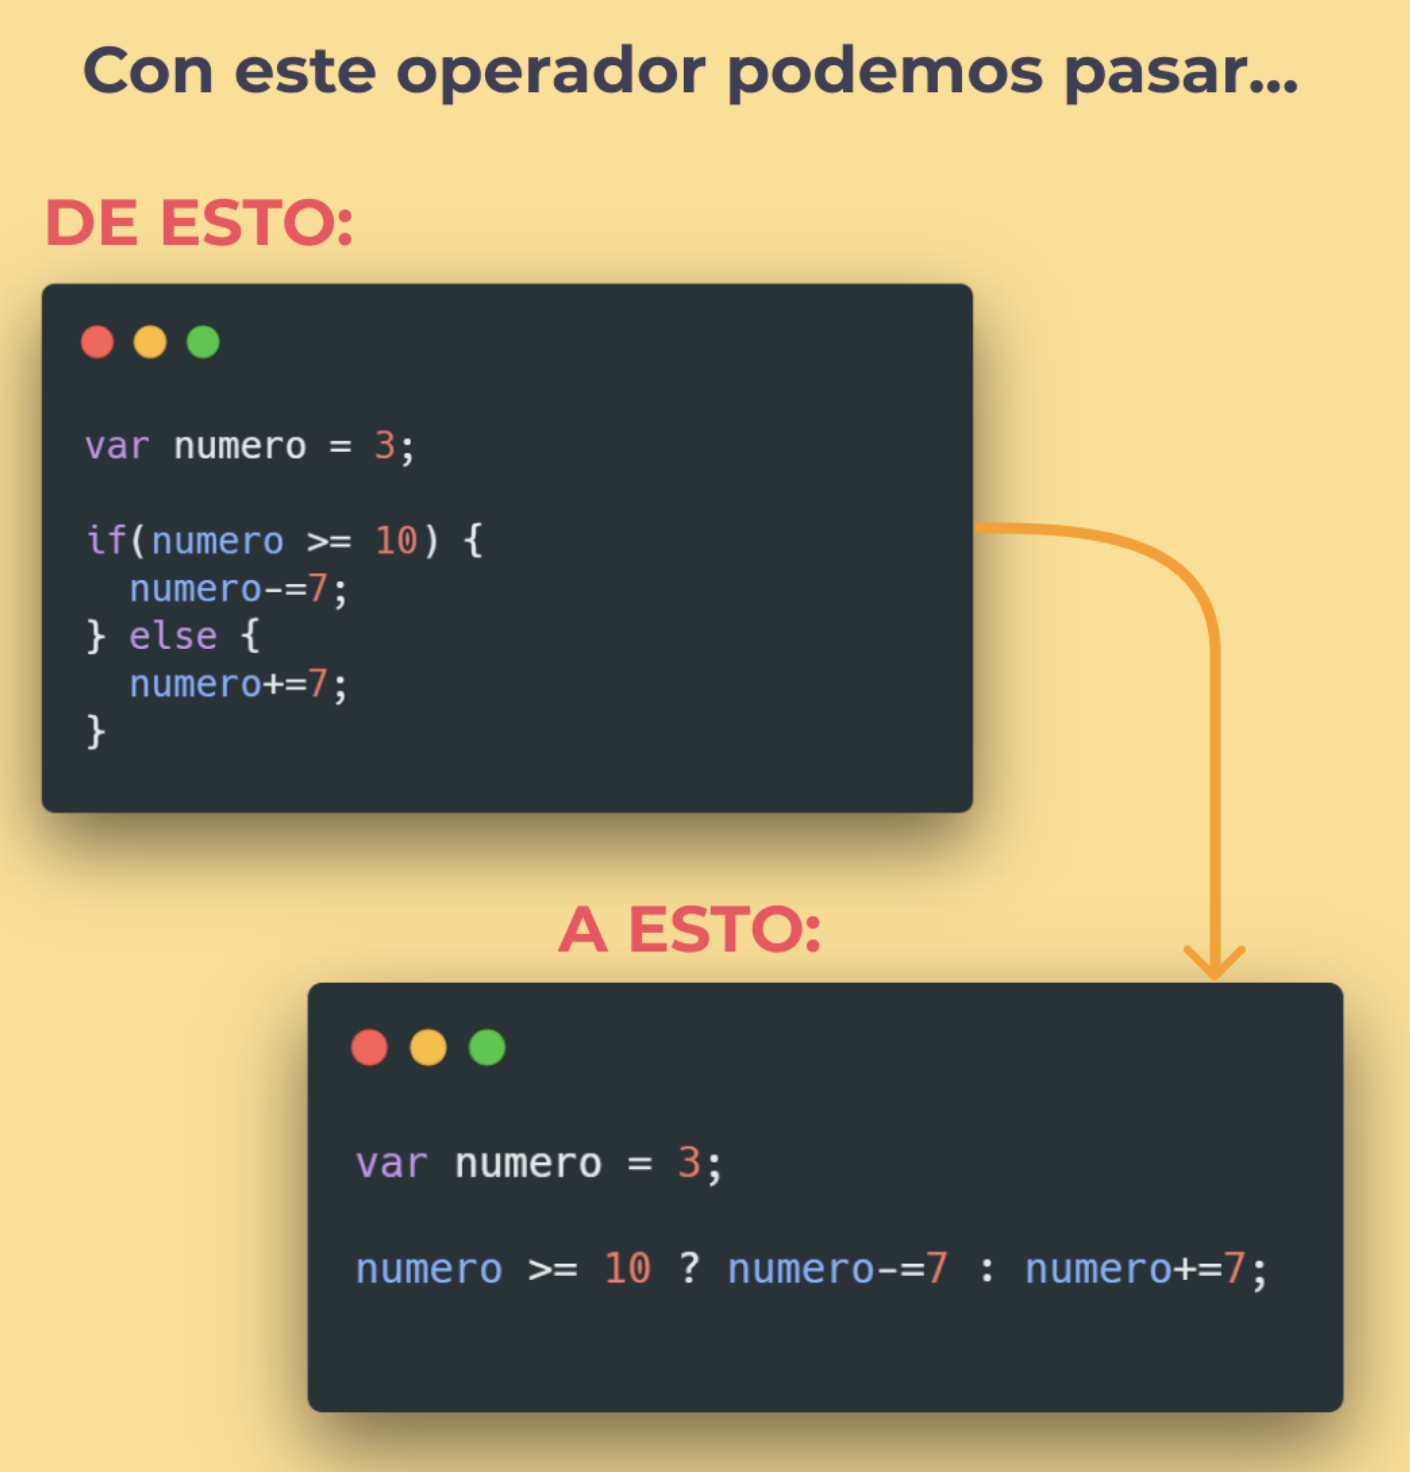 Con este operador podemos pasar...
DE ESTO:
var numero = 3;
if(numero >= 10) {
  numero-=7;
} else {
  numero+=7;
}
A ESTO:
var numero = 3;
numero >= 10 ? numero-=7 : numero+=7;